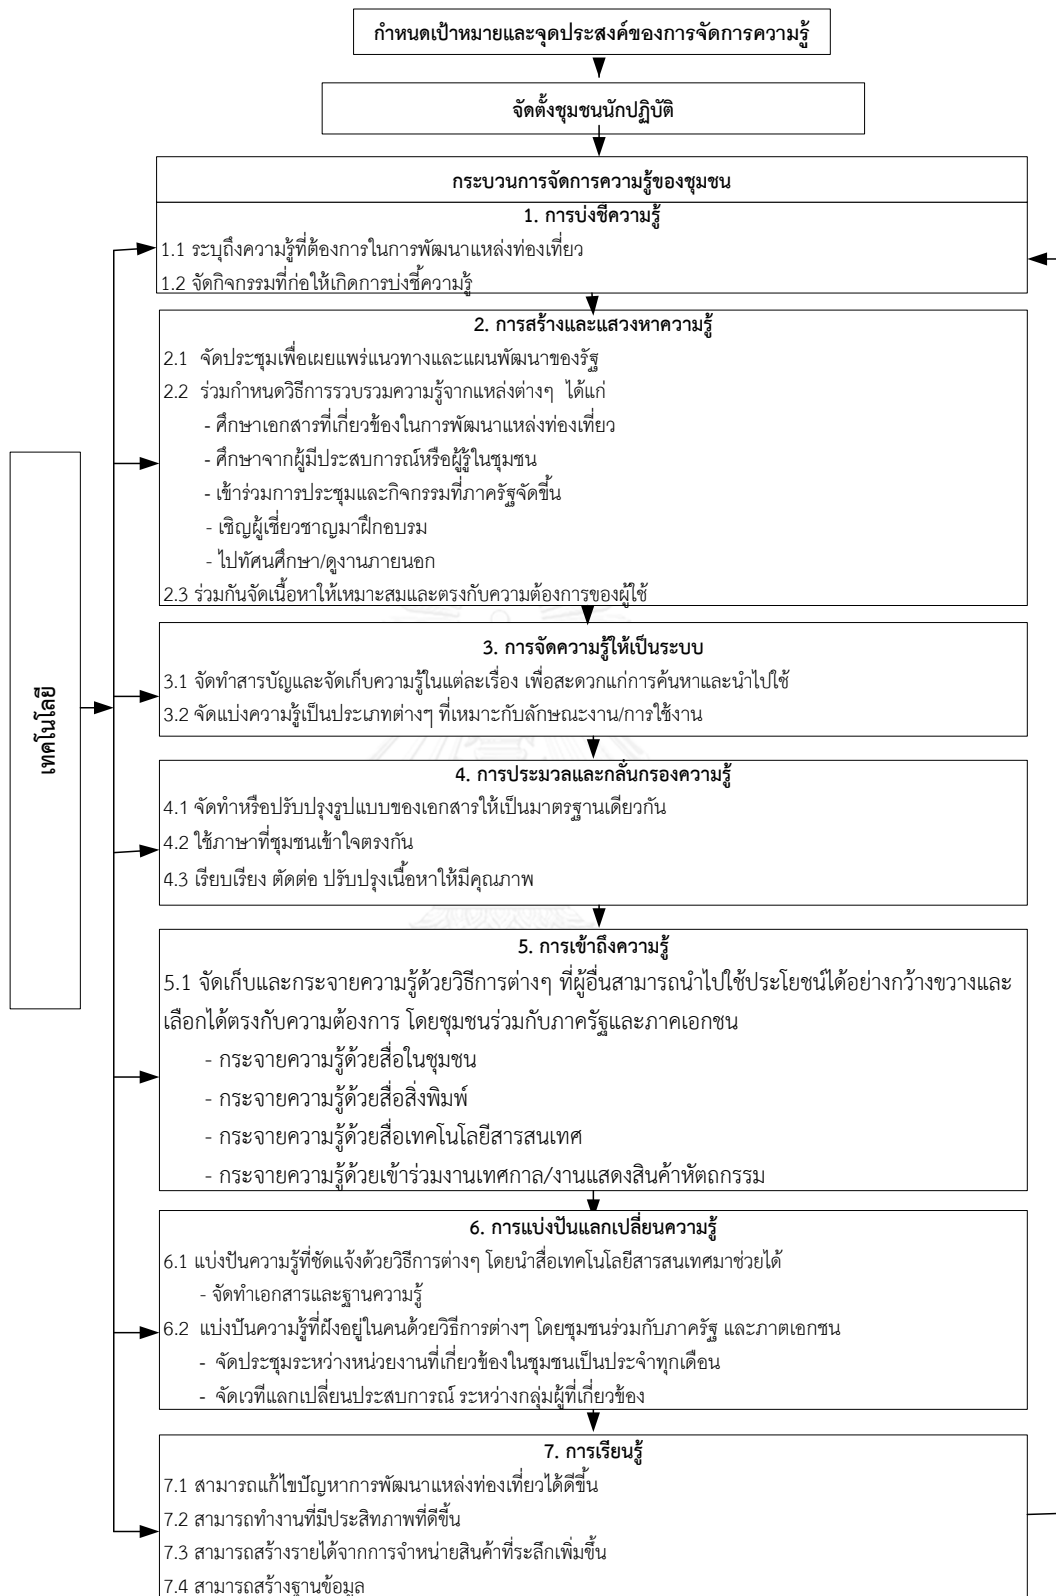 กำหนดเป้าหมายและจุดประสงค์ของการจัดการความรู้
จัดตั้งชุมชนนักปฏิบัติ
กระบวนการจัดการความรู้ของชุมชน
1. การบ่งชี้ความรู้
1.1 ระบุถึงความรู้ที่ต้องการในการพัฒนาแหล่งท่องเที่ยว
1.2 จัดกิจกรรมที่ก่อให้เกิดการบ่งชี้ความรู้
2. การสร้างและแสวงหาความรู้
2.1 จัดประชุมเพื่อเผยแพร่แนวทางและแผนพัฒนาของรัฐ
2.2 ร่วมกำหนดวิธีการรวบรวมความรู้จากแหล่งต่างๆ ได้แก่
- ศึกษาเอกสารที่เกี่ยวข้องในการพัฒนาแหล่งท่องเที่ยว
- ศึกษาจากผู้มีประสบการณ์หรือผู้รู้ในชุมชน
- เข้าร่วมการประชุมและกิจกรรมที่ภาครัฐจัดขึ้น
- เชิญผู้เชี่ยวชาญมาฝึกอบรม
- ไปทัศนศึกษา/ดูงานภายนอก
2.3 ร่วมกันจัดเนื้อหาให้เหมาะสมและตรงกับความต้องการของผู้ใช้
3. การจัดความรู้ให้เป็นระบบ
3.1 จัดทำสารบัญและจัดเก็บความรู้ในแต่ละเรื่อง เพื่อสะดวกแก่การค้นหาและนำไปใช้
3.2 จัดแบ่งความรู้เป็นประเภทต่างๆ ที่เหมาะกับลักษณะงาน/การใช้งาน
เทคโนโลยี
4. การประมวลและกลั่นกรองความรู้
4.1 จัดทำหรือปรับปรุงรูปแบบของเอกสารให้เป็นมาตรฐานเดียวกัน
4.2 ใช้ภาษาที่ชุมชนเข้าใจตรงกัน
4.3 เรียบเรียง ตัดต่อ ปรับปรุงเนื้อหาให้มีคุณภาพ
5. การเข้าถึงความรู้
5.1 จัดเก็บและกระจายความรู้ด้วยวิธีการต่างๆ ที่ผู้อื่นสามารถนำไปใช้ประโยชน์ได้อย่างกว้างขวางและ
เลือกได้ตรงกับความต้องการ โดยชุมชนร่วมกับภาครัฐและภาคเอกชน
- กระจายความรู้ด้วยสื่อในชุมชน
- กระจายความรู้ด้วยสื่อสิ่งพิมพ์
- กระจายความรู้ด้วยสื่อเทคโนโลยีสารสนเทศ
- กระจายความรู้ด้วยเข้าร่วมงานเทศกาล/งานแสดงสินค้าหัตถกรรม
6. การแบ่งปันแลกเปลี่ยนความรู้
6.1 แบ่งปันความรู้ที่ชัดแจ้งด้วยวิธีการต่างๆ โดยนำสื่อเทคโนโลยีสารสนเทศมาช่วยได้
- จัดทำเอกสารและฐานความรู้
6.2 แบ่งปันความรู้ที่ฝังอยู่ในคนด้วยวิธีการต่างๆ โดยชุมชนร่วมกับภาครัฐ และภาตเอกชน
- จัดประชุมระหว่างหน่วยงานที่เกี่ยวข้องในชุมชนเป็นประจำทุกเดือน
- จัดเวทีแลกเปลี่ยนประสบการณ์ ระหว่างกลุ่มผู้ที่เกี่ยวข้อง
7. การเรียนรู้
7.1 สามารถแก้ไขปัญหาการพัฒนาแหล่งท่องเที่ยวได้ดีขึ้น
7.2 สามารถทำงานที่มีประสิทภาพที่ดีขึ้น
7.3 สามารถสร้างรายได้จากการจำหน่ายสินค้าที่ระลึกเพิ่มขึ้น
7.4 สามารถสร้างฐานข้อมูล